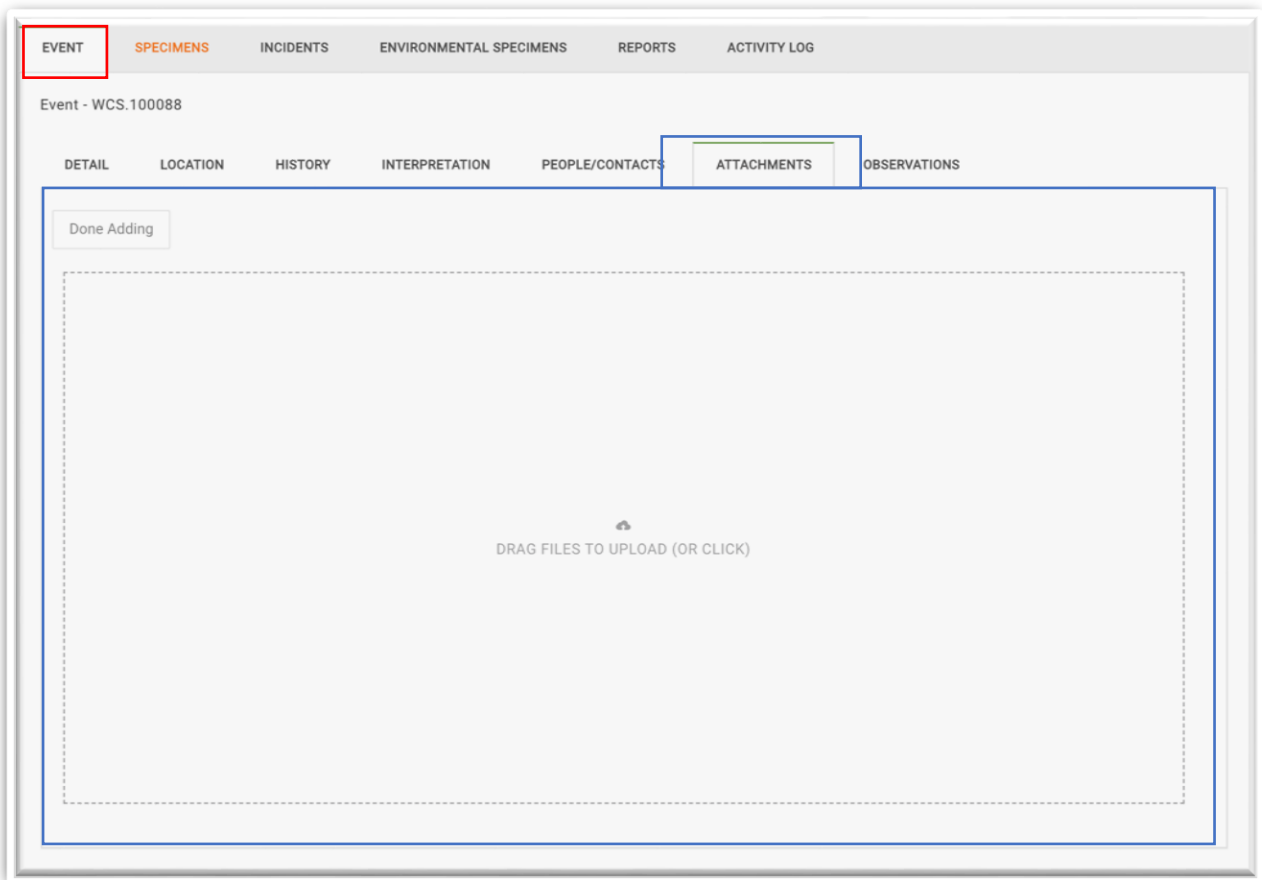 EVENT SPECIMENS INCIDENTS ENVIRONMENTAL SPECIMENS REPORTS ACTIVITY LOG
Event - WCS.100088
DETAIL LOCATION HISTORY INTERPRETATION PEOPLE/CONTACTS ATTACHMENTS OBSERVATIONS
Done Adding
DRAG FILES TO UPLOAD (OR CLICK)